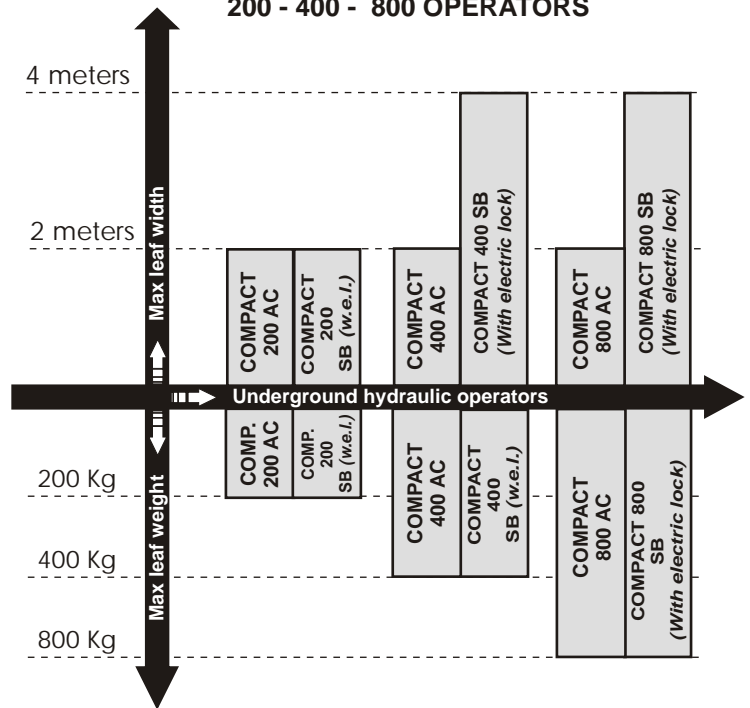 200 - 400 - 800 OPERATORS
4 meters
2 meters
Max leaf width
COMPACT
200 AC
COMPACT
200
SB (w.e.l.)
COMPACT
400 AC
COMPACT 400 SB
(With electric lock)
COMPACT
800 AC
COMPACT 800 SB
(With electric lock)
Underground hydraulic operators
Max leaf weight
200 Kg
400 Kg
800 Kg
COMP.
200 AC
COMP.
200
SB (w.e.l.)
COMPACT
400 AC
COMPACT
400
SB (w.e.l.)
COMPACT
800 AC
COMPACT 800
SB
(With electric lock)